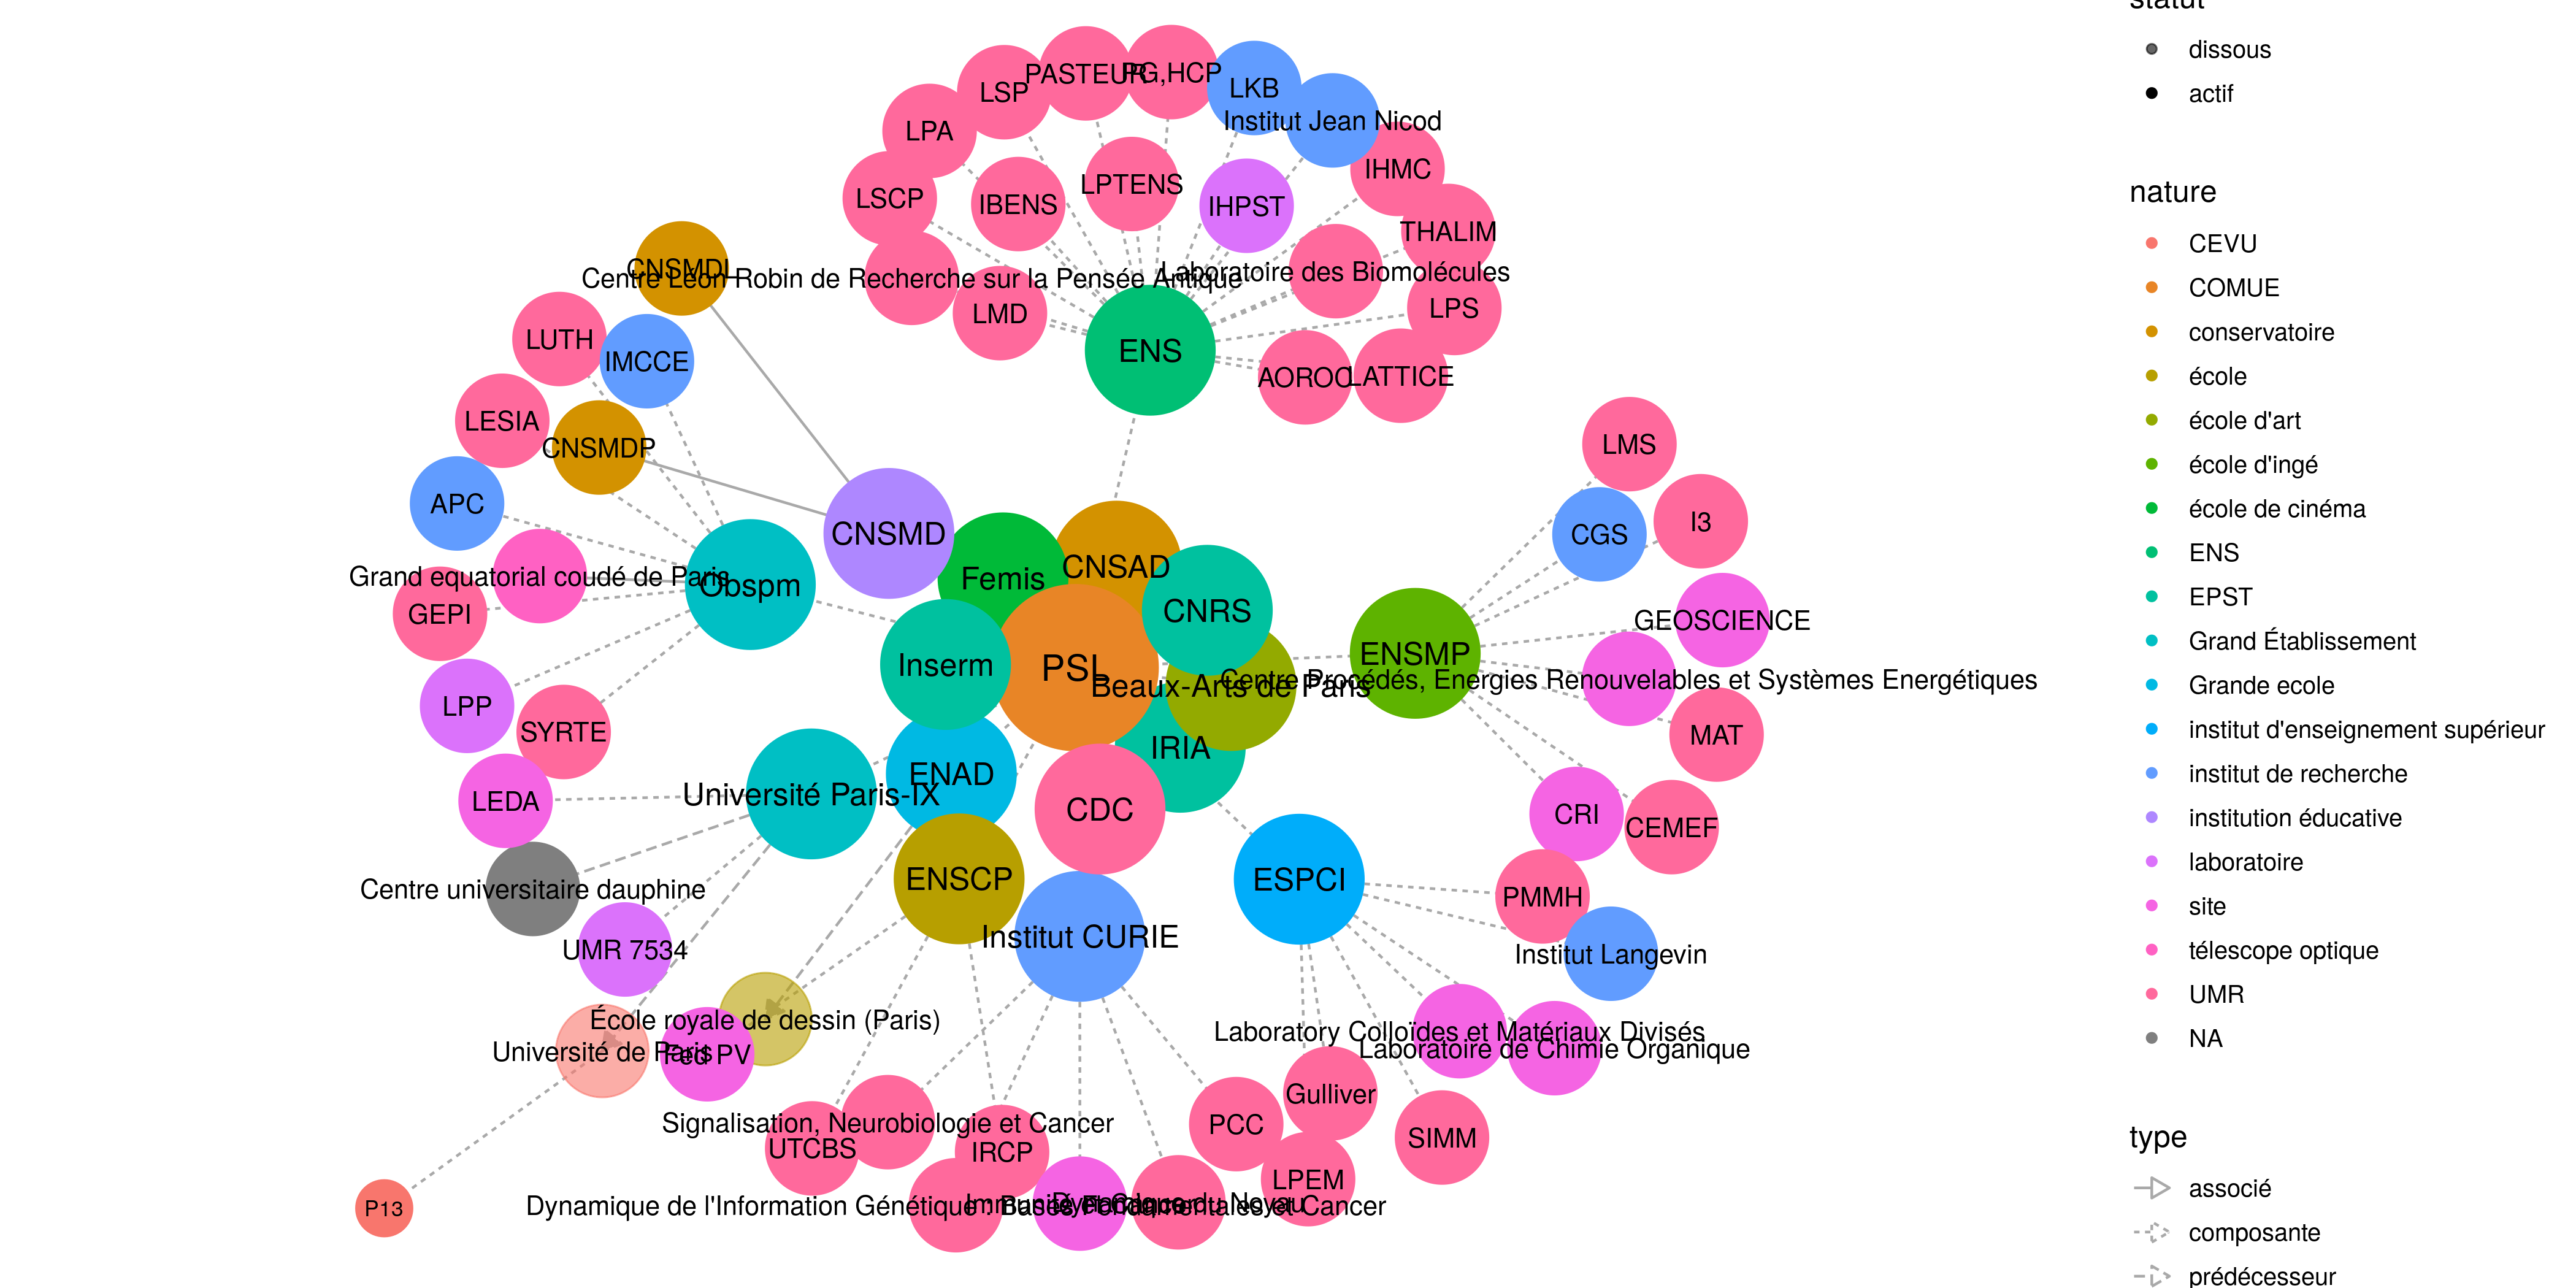 PASTEUR
PG,HCP
LSP
LKB
Institut Jean Nicod
LPA
IHMC
LPTENS
LSCP
IBENS
IHPST
THALIM
CNSMDL
Centre Léon Robin de Recherche sur la Pensée Antique
Laboratoire des Biomolécules
LMD
LPS
LUTH
IMCCE
ENS
AOROC
LATTICE
LESIA
CNSMDP
LMS
APC
CNSMD
I3
CGS
Femis
CNSAD
Grand equatorial coudé de Paris
Obspm
CNRS
GEPI
GEOSCIENCE
Inserm
PSL
ENSMP
Beaux-Arts de Paris
Centre Procédés, Energies Renouvelables et Systèmes Energétiques
LPP
SYRTE
MAT
IRIA
ENAD
LEDA
Université Paris-IX
CDC
CRI
CEMEF
Centre universitaire dauphine
ENSCP
ESPCI
PMMH
UMR 7534
Institut CURIE
Institut Langevin
École royale de dessin (Paris)
Université de Paris
Fed PV
Laboratory Colloïdes et Matériaux Divisés
Laboratoire de Chimie Organique
Gulliver
Signalisation, Neurobiologie et Cancer
PCC
UTCBS
IRCP
SIMM
LPEM
P13
Dynamique de l'Information Génétique : Bases Fondamentales et Cancer
Noyau
statut
dissous
actif
nature
CEVU
COMUE
conservatoire
école
école d'art
école d'ingé
école de cinéma
ENS
EPST
Grand Établissement
Grande ecole
institut d'enseignement supérieur
institut de recherche
institution éducative
laboratoire
site
télescope optique
UMR
NA
type
associé
composante
prédécesseur